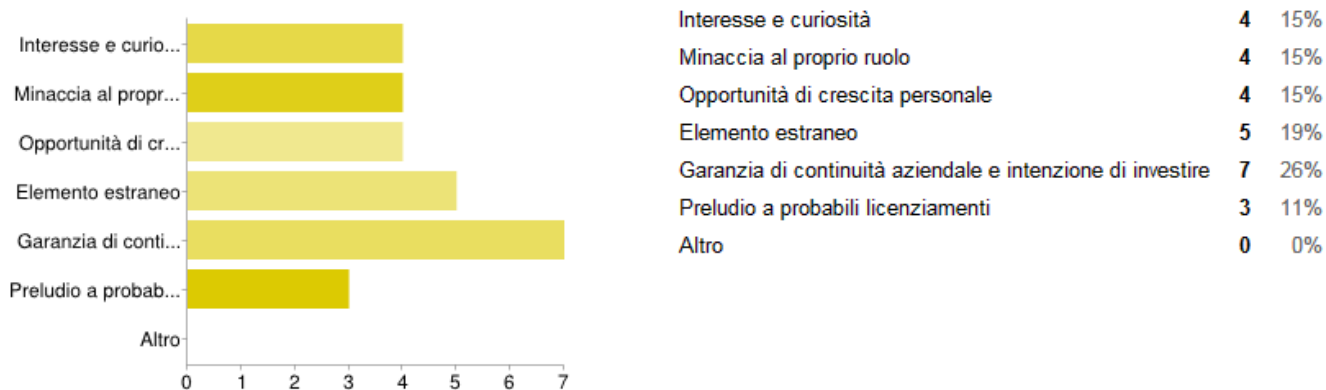 Interesse e curio...
Minaccia al propr...
Opportunità di cr...
Elemento estraneo
Garanzia di conti...
Preludio a probab...
Altro
0 1 2 3 4 5 6 7
Interesse e curiosità 4 15%
Minaccia al proprio ruolo 4 15%
Opportunità di crescita personale 4 15%
Elemento estraneo 5 19%
Garanzia di continuità aziendale e intenzione di investire 7 26%
Preludio a probabili licenziamenti 3 11%
Altro 0 0%